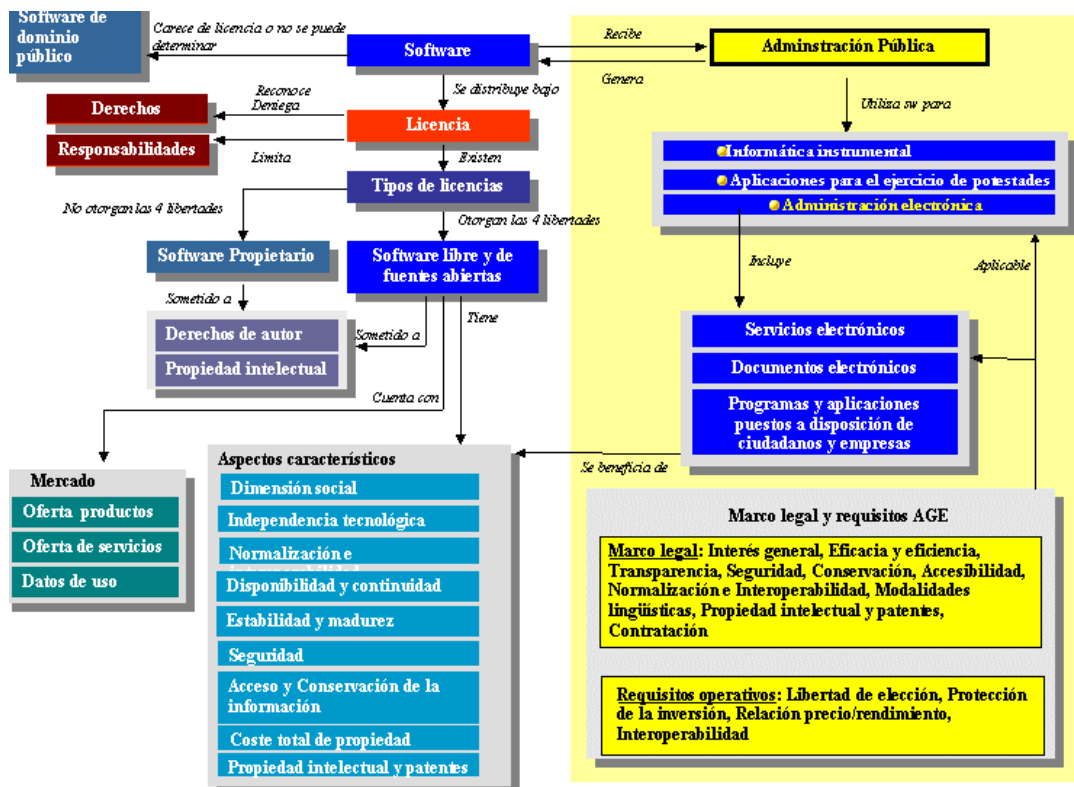 Software de
dominio
público
Carece de licencia o no se puede
determinar
Software
Recibe
Genera
Adminstración Pública
Se distribuye bajo
Utiliza sw para
Reconoce
Deniega
Derechos
Licencia
Responsabilidades
Limita
Existen
Informática instrumental
Aplicaciones para el ejercicio de potestades
Administración electrónica
Tipos de licencias
No otorgan las 4 libertades
Otorgan las 4 libertades
Software Propietario
Software libre y de
fuentes abiertas
Incluye
Aplicable
Sometido a
Tiene
Derechos de autor
Propiedad intelectual
Sometido a
Servicios electrónicos
Documentos electrónicos
Programas y aplicaciones
puestos a disposición de
ciudadanos y empresas
Cuenta con
Se beneficia de
Mercado
Oferta productos
Oferta de servicios
Datos de uso
Aspectos característicos
Dimensión social
Independencia tecnológica
Normalización e
Disponibilidad y continuidad
Estabilidad y madurez
Seguridad
Acceso y Conservación de la
información
Coste total de propiedad
Propiedad intelectual y patentes
Marco legal y requisitos AGE
Marco legal: Interés general, Eficacia y eficiencia,
Transparencia, Seguridad, Conservación, Accesibilidad,
Normalización e Interoperabilidad, Modalidades
lingüísticas, Propiedad intelectual y patentes,
Contratación
Requisitos operativos: Libertad de elección, Protección
de la inversión, Relación precio/rendimiento,
Interoperabilidad